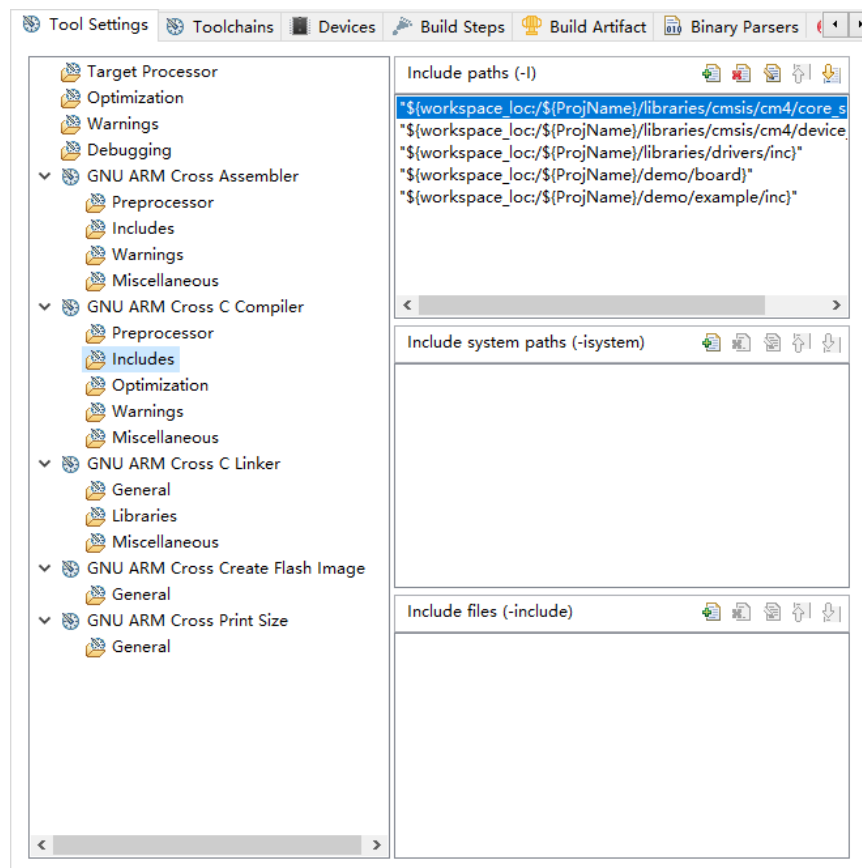 Tool Settings
Toolchains
Devices
Build Steps
Build Artifact
Binary Parsers
Target Processor
Optimization
Warnings
Debugging
GNU ARM Cross Assembler
Preprocessor
Includes
Warnings
Miscellaneous
GNU ARM Cross C Compiler
Preprocessor
Includes
Optimization
Warnings
Miscellaneous
GNU ARM Cross C Linker
General
Libraries
Miscellaneous
GNU ARM Cross Create Flash Image
General
GNU ARM Cross Print Size
General
Include paths (-I)
"${workspace_loc:/${ProjName}/libraries/cmsis/cm4/core_s
"${workspace_loc:/${ProjName}/libraries/cmsis/cm4/device_
"${workspace_loc:/${ProjName}/libraries/drivers/inc}"
"${workspace_loc:/${ProjName}/demo/board}"
"${workspace_loc:/${ProjName}/demo/example/inc}"
Include system paths (-isystem)
Include files (-include)